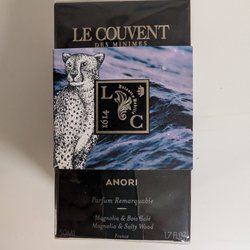 LE COUVENT
DES MINIMES
L C
1614
ANORI
Parfum Remarquable
Magnolia & Bois Salé
Magnolia & Salty Wood
50ML France 1.7 Fl.Oz